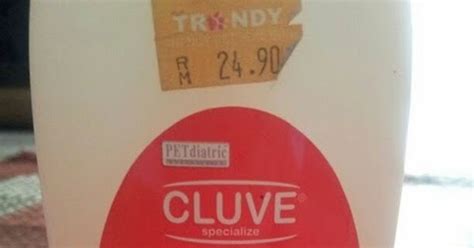 TRENDY
RM 24.90
PETdiatric
CLUVE®
specialize